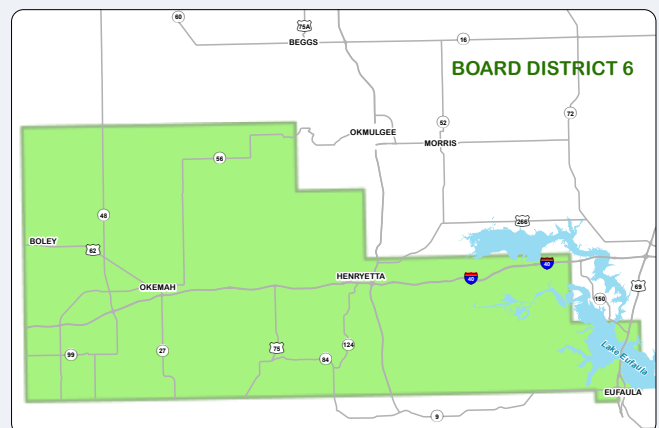 60
75A
BEGGS
16
BOARD DISTRICT 6
72
52
OKMULGEE
MORRIS
56
48
266
BOLEY
62
40
HENRYETTA
40
OKEMAH
69
150
124
Lake Eufaula
27
75
99
84
EUFAULA
9